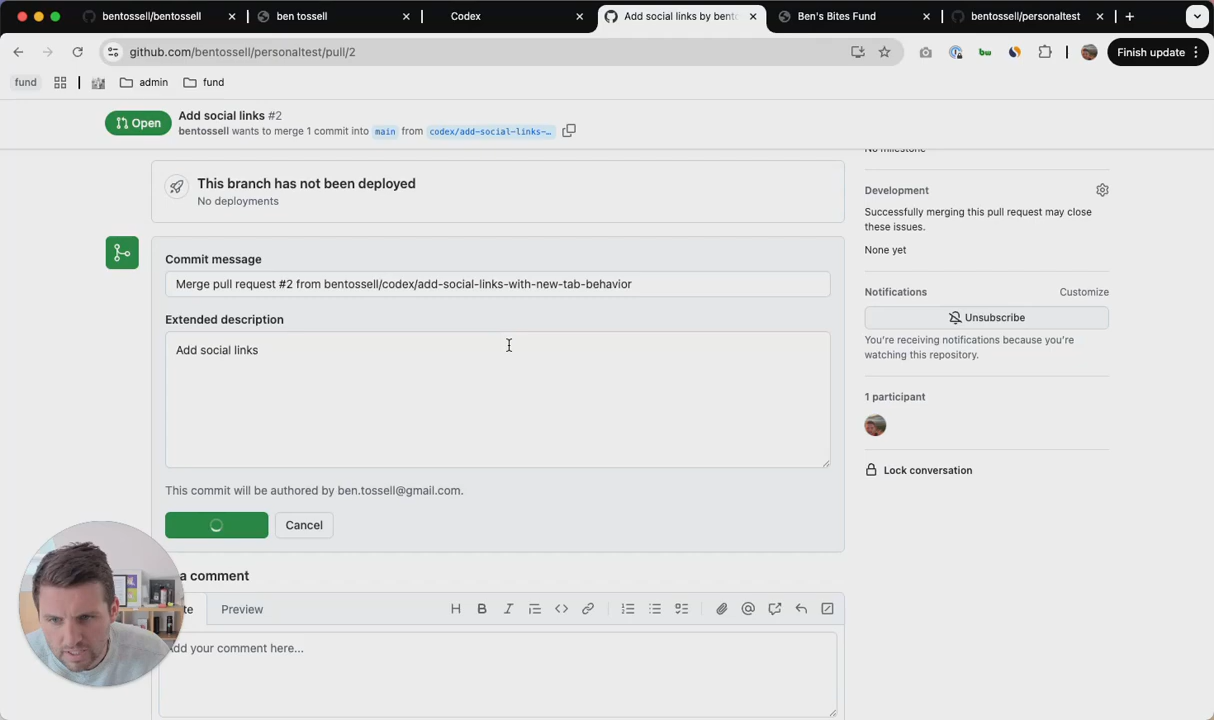 bentossell/bentossell
ben tossell
Codex
Add social links by bento
Ben's Bites Fund
bentossell/personaltest
github.com/bentossell/personaltest/pull/2
Finish update
fund
admin
fund
Open
Add social links #2
bentossell wants to merge 1 commit into main from codex/add-social-links-…
No milestone
This branch has not been deployed
No deployments
Development
Successfully merging this pull request may close
these issues.
None yet
Commit message
Merge pull request #2 from bentossell/codex/add-social-links-with-new-tab-behavior
Notifications
Customize
Extended description
Unsubscribe
Add social links
You're receiving notifications because you're
watching this repository.
1 participant
Lock conversation
This commit will be authored by ben.tossell@gmail.com.
Cancel
a comment
Preview
Add your comment here...